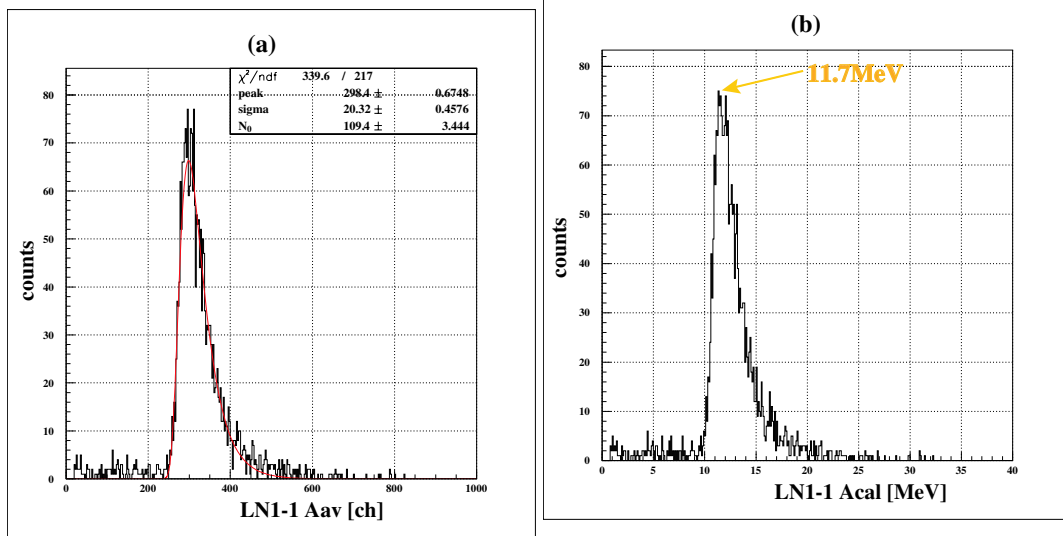 (a)
χ²/ndf 339.6 / 217
peak 298.4 ± 0.6748
sigma 20.32 ± 0.4576
N₀ 109.4 ± 3.444
counts
80
70
60
50
40
30
20
10
0
0 200 400 600 800 1000
LN1-1 Aav [ch]
(b)
11.7MeV
counts
80
70
60
50
40
30
20
10
0
0 5 10 15 20 25 30 35 40
LN1-1 Acal [MeV]